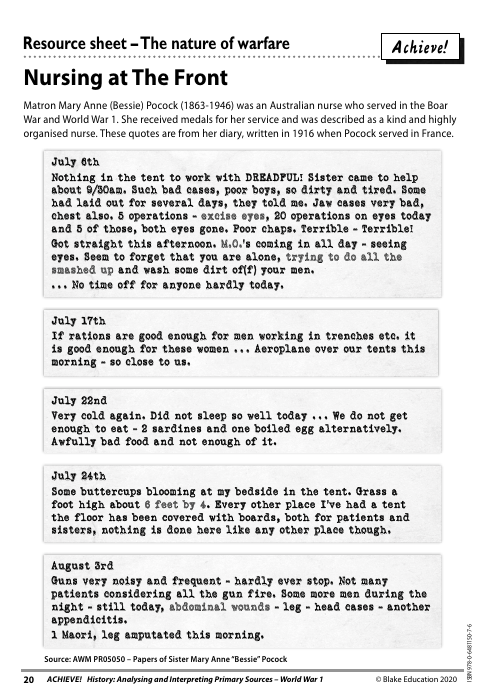 Resource sheet – The nature of warfare
Achieve!
Nursing at The Front
Matron Mary Anne (Bessie) Pocock (1863-1946) was an Australian nurse who served in the Boar
War and World War 1. She received medals for her service and was described as a kind and highly
organised nurse. These quotes are from her diary, written in 1916 when Pocock served in France.
July 6th
Nothing in the tent to work with DREADFUL! Sister came to help
about 9/30am. Such bad cases, poor boys, so dirty and tired. Some
had laid out for several days, they told me. Jaw cases very bad,
chest also. 5 operations – excise eyes, 20 operations on eyes today
and 5 of those, both eyes gone. Poor chaps. Terrible – Terrible!
Got straight this afternoon. M.O.'s coming in all day – seeing
eyes. Seem to forget that you are alone, trying to do all the
smashed up and wash some dirt of(f) your men.
... No time off for anyone hardly today.
July 17th
If rations are good enough for men working in trenches etc. it
is good enough for these women ... Aeroplane over our tents this
morning – so close to us.
July 22nd
Very cold again. Did not sleep so well today ... We do not get
enough to eat – 2 sardines and one boiled egg alternatively.
Awfully bad food and not enough of it.
July 24th
Some buttercups blooming at my bedside in the tent. Grass a
foot high about 6 feet by 4. Every other place I've had a tent
the floor has been covered with boards, both for patients and
sisters, nothing is done here like any other place though.
August 3rd
Guns very noisy and frequent – hardly ever stop. Not many
patients considering all the gun fire. Some more men during the
night – still today, abdominal wounds – leg – head cases – another
appendicitis.
1 Maori, leg amputated this morning.
Source: AWM PR05050 – Papers of Sister Mary Anne "Bessie" Pocock
20 ACHIEVE! History: Analysing and Interpreting Primary Sources – World War 1
© Blake Education 2020
ISBN 978-0-6481150-7-6